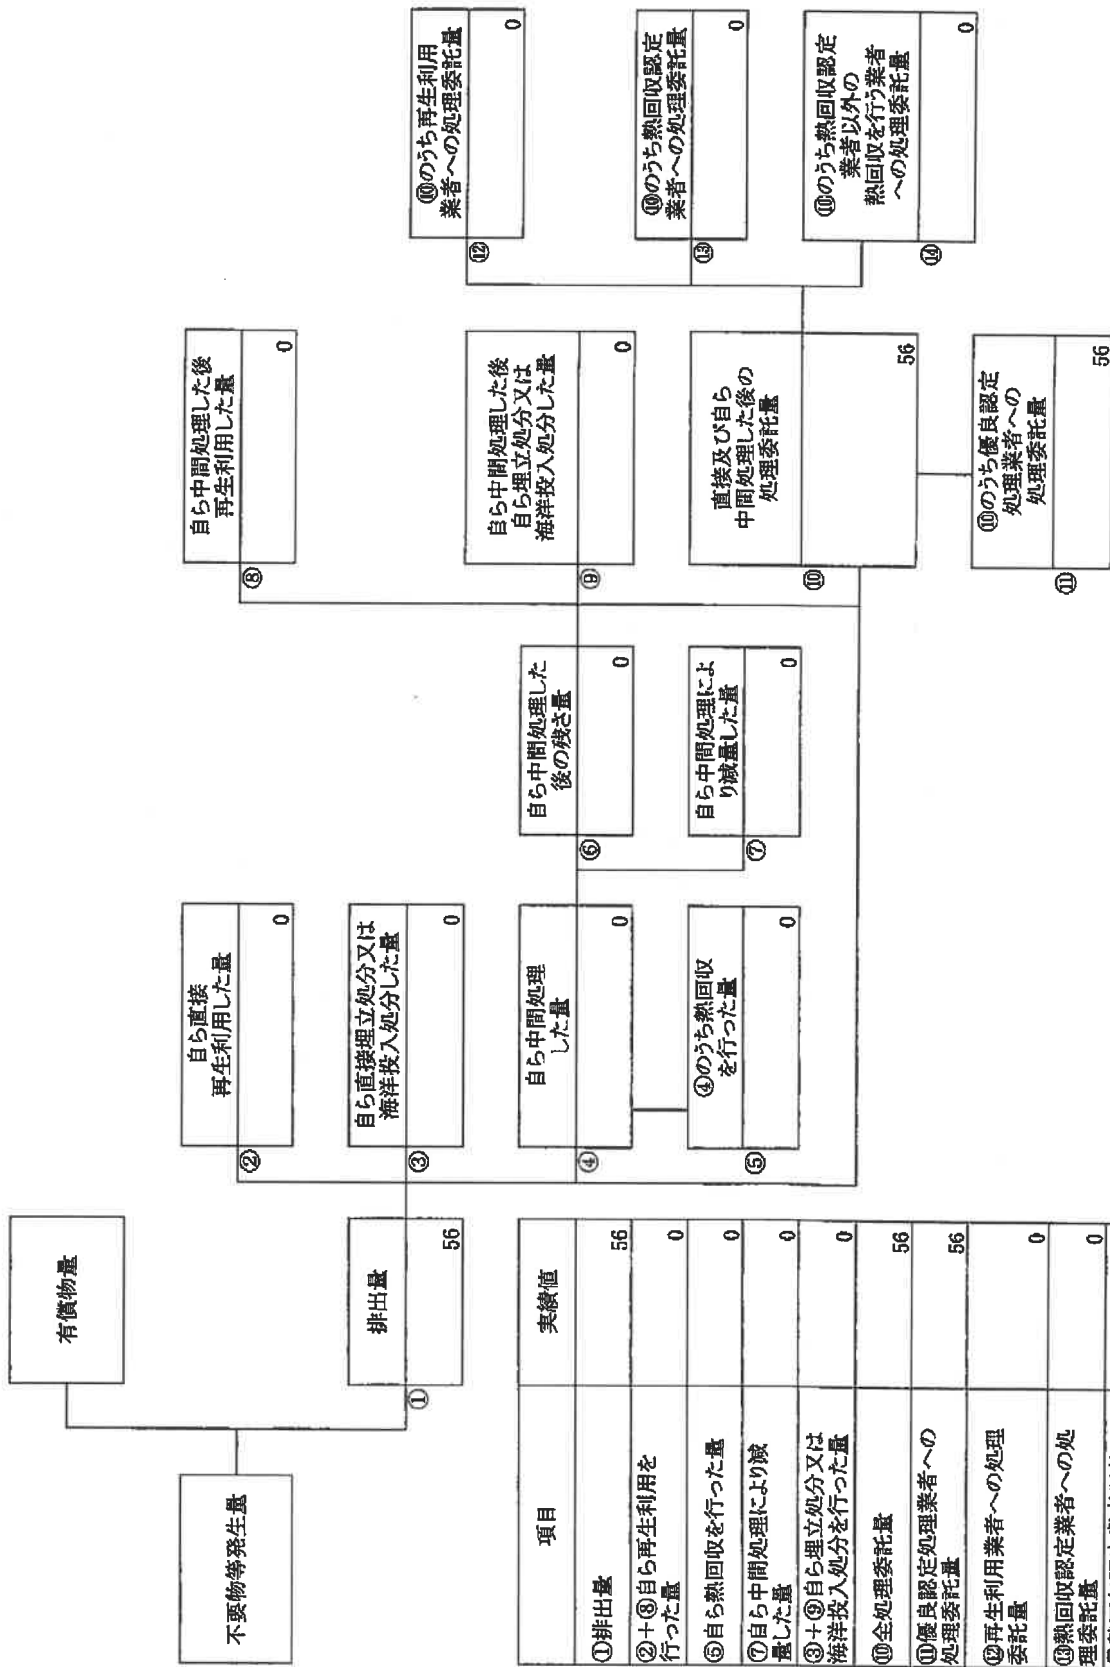 不要物等発生量
有償物量
排出量
①
56
自ら直接
再生利用した量
②
0
自ら直接埋立処分又は
海洋投入処分した量
③
0
自ら中間処理
した量
④
0
④のうち熱回収
を行った量
⑤
0
自ら中間処理した
後の残さ量
⑥
0
自ら中間処理によ
り減量した量
⑦
0
自ら中間処理した後
再生利用した量
⑧
0
自ら中間処理した後
自ら埋立処分又は
海洋投入処分した量
⑨
0
直接及び自ら
中間処理した後の
処理委託量
⑩
56
⑩のうち優良認定
処理業者への
処理委託量
⑪
56
⑩のうち再生利用
業者への処理委託量
⑫
0
⑩のうち熱回収認定
業者への処理委託量
⑬
0
⑩のうち熱回収認定
業者以外の
熱回収を行う業者
への処理委託量
⑭
0
項目
実績値
①排出量
56
②+⑧自ら再生利用を
行った量
0
⑤自ら熱回収を行った量
0
⑦自ら中間処理により減
量した量
0
③+⑨自ら埋立処分又は
海洋投入処分を行った量
0
⑩全処理委託量
56
⑪優良認定処理業者への
処理委託量
56
⑫再生利用業者への処理
委託量
0
⑬熱回収認定業者への処
理委託量
0